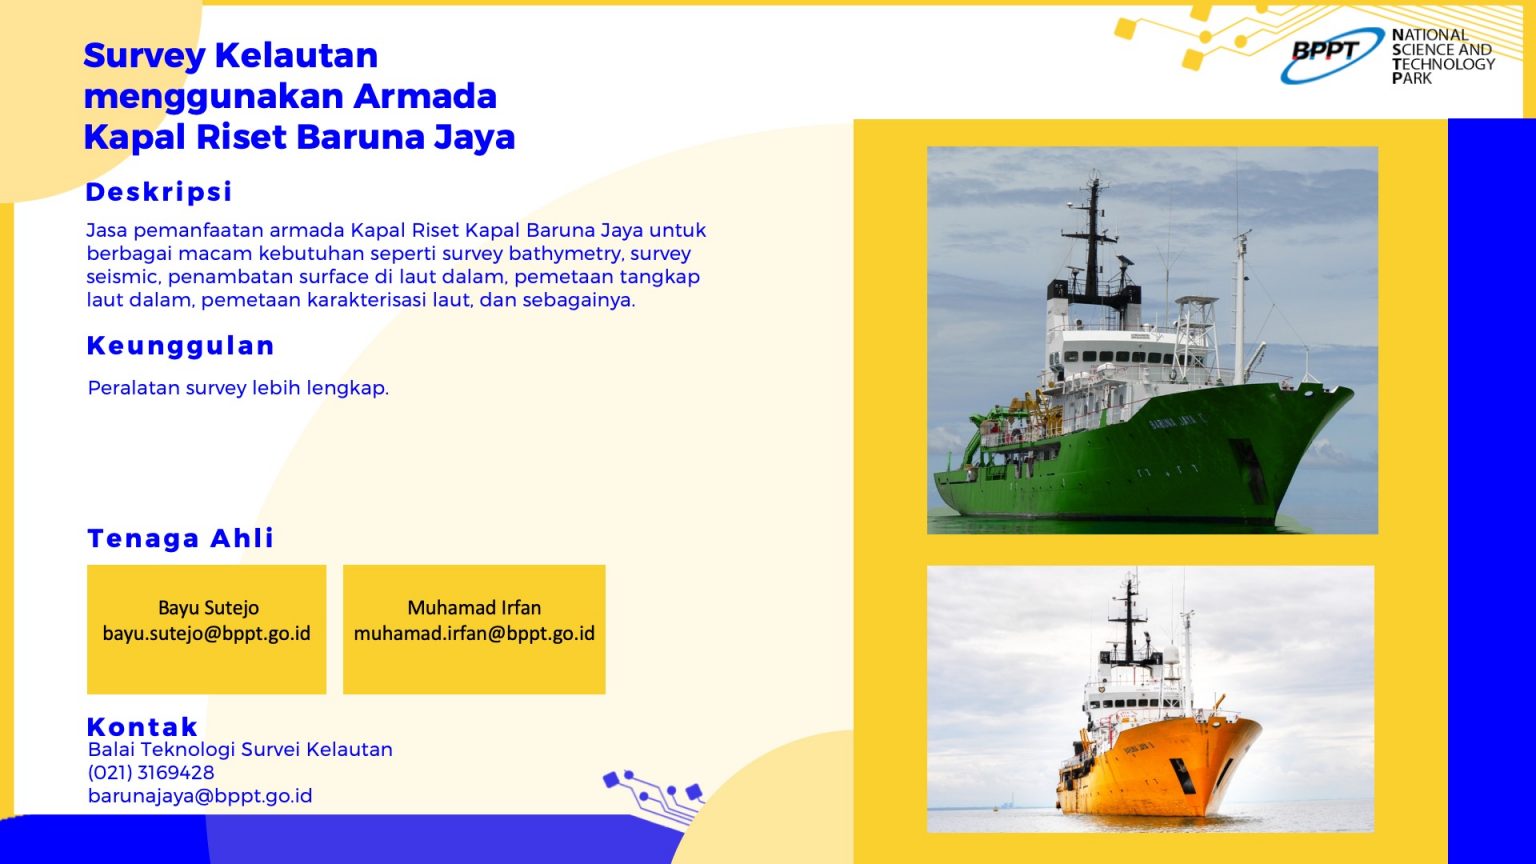 Survey Kelautan
menggunakan Armada
Kapal Riset Baruna Jaya
Deskripsi
Jasa pemanfaatan armada Kapal Riset Kapal Baruna Jaya untuk
berbagai macam kebutuhan seperti survey bathymetry, survey
seismic, penambatan surface di laut dalam, pemetaan tangkap
laut dalam, pemetaan karakterisasi laut, dan sebagainya.
Keunggulan
Peralatan survey lebih lengkap.
Tenaga Ahli
Bayu Sutejo
bayu.sutejo@bppt.go.id
Muhamad Irfan
muhamad.irfan@bppt.go.id
Kontak
Balai Teknologi Survei Kelautan
(021) 3169428
barunajaya@bppt.go.id
BPPT
NATIONAL
SCIENCE AND
TECHNOLOGY
PARK
BARUNA JAYA
BARUNA JAYA